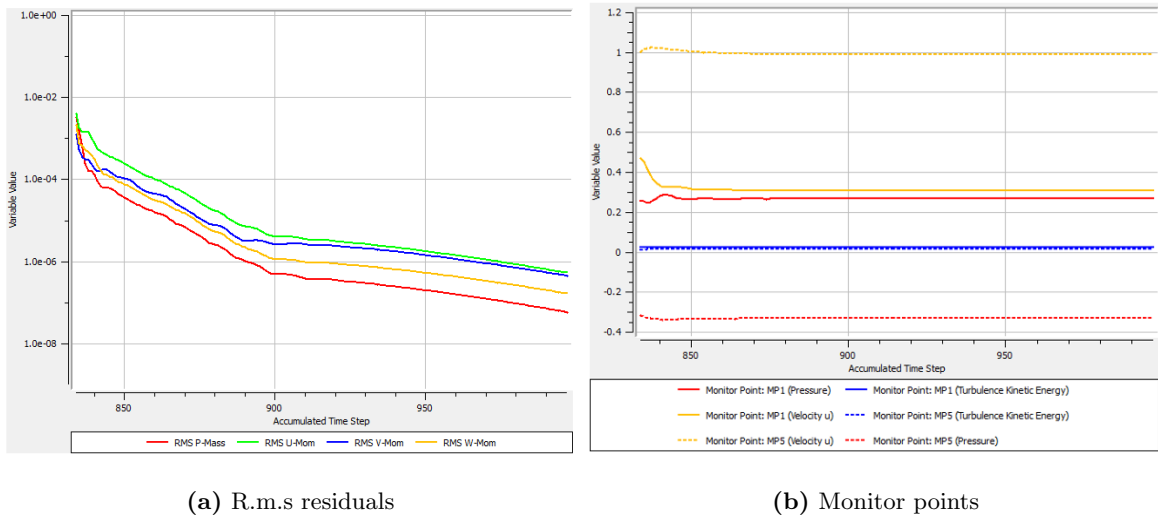 1.0e+00
1.0e-02
1.0e-04
1.0e-06
1.0e-08
Variable Value
850
900
950
Accumulated Time Step
RMS P-Mass RMS U-Mom RMS V-Mom RMS W-Mom
(a) R.m.s residuals
1.2
1
0.8
0.6
0.4
0.2
0
-0.2
-0.4
Variable Value
850
900
950
Accumulated Time Step
Monitor Point: MP1 (Pressure) Monitor Point: MP1 (Turbulence Kinetic Energy)
Monitor Point: MP1 (Velocity u) Monitor Point: MP5 (Turbulence Kinetic Energy)
Monitor Point: MP5 (Velocity u) Monitor Point: MP5 (Pressure)
(b) Monitor points